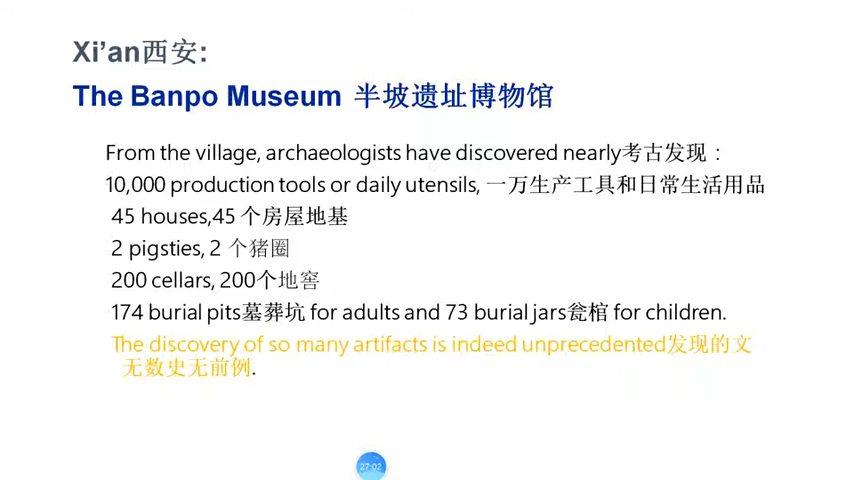 Xi’an西安:
The Banpo Museum 半坡遗址博物馆
From the village, archaeologists have discovered nearly考古发现：
10,000 production tools or daily utensils, 一万生产工具和日常生活用品
45 houses,45 个房屋地基
2 pigsties, 2 个猪圈
200 cellars, 200个地窖
174 burial pits墓葬坑 for adults and 73 burial jars瓮棺 for children.
The discovery of so many artifacts is indeed unprecedented发现的文
无数史无前例.
27:02